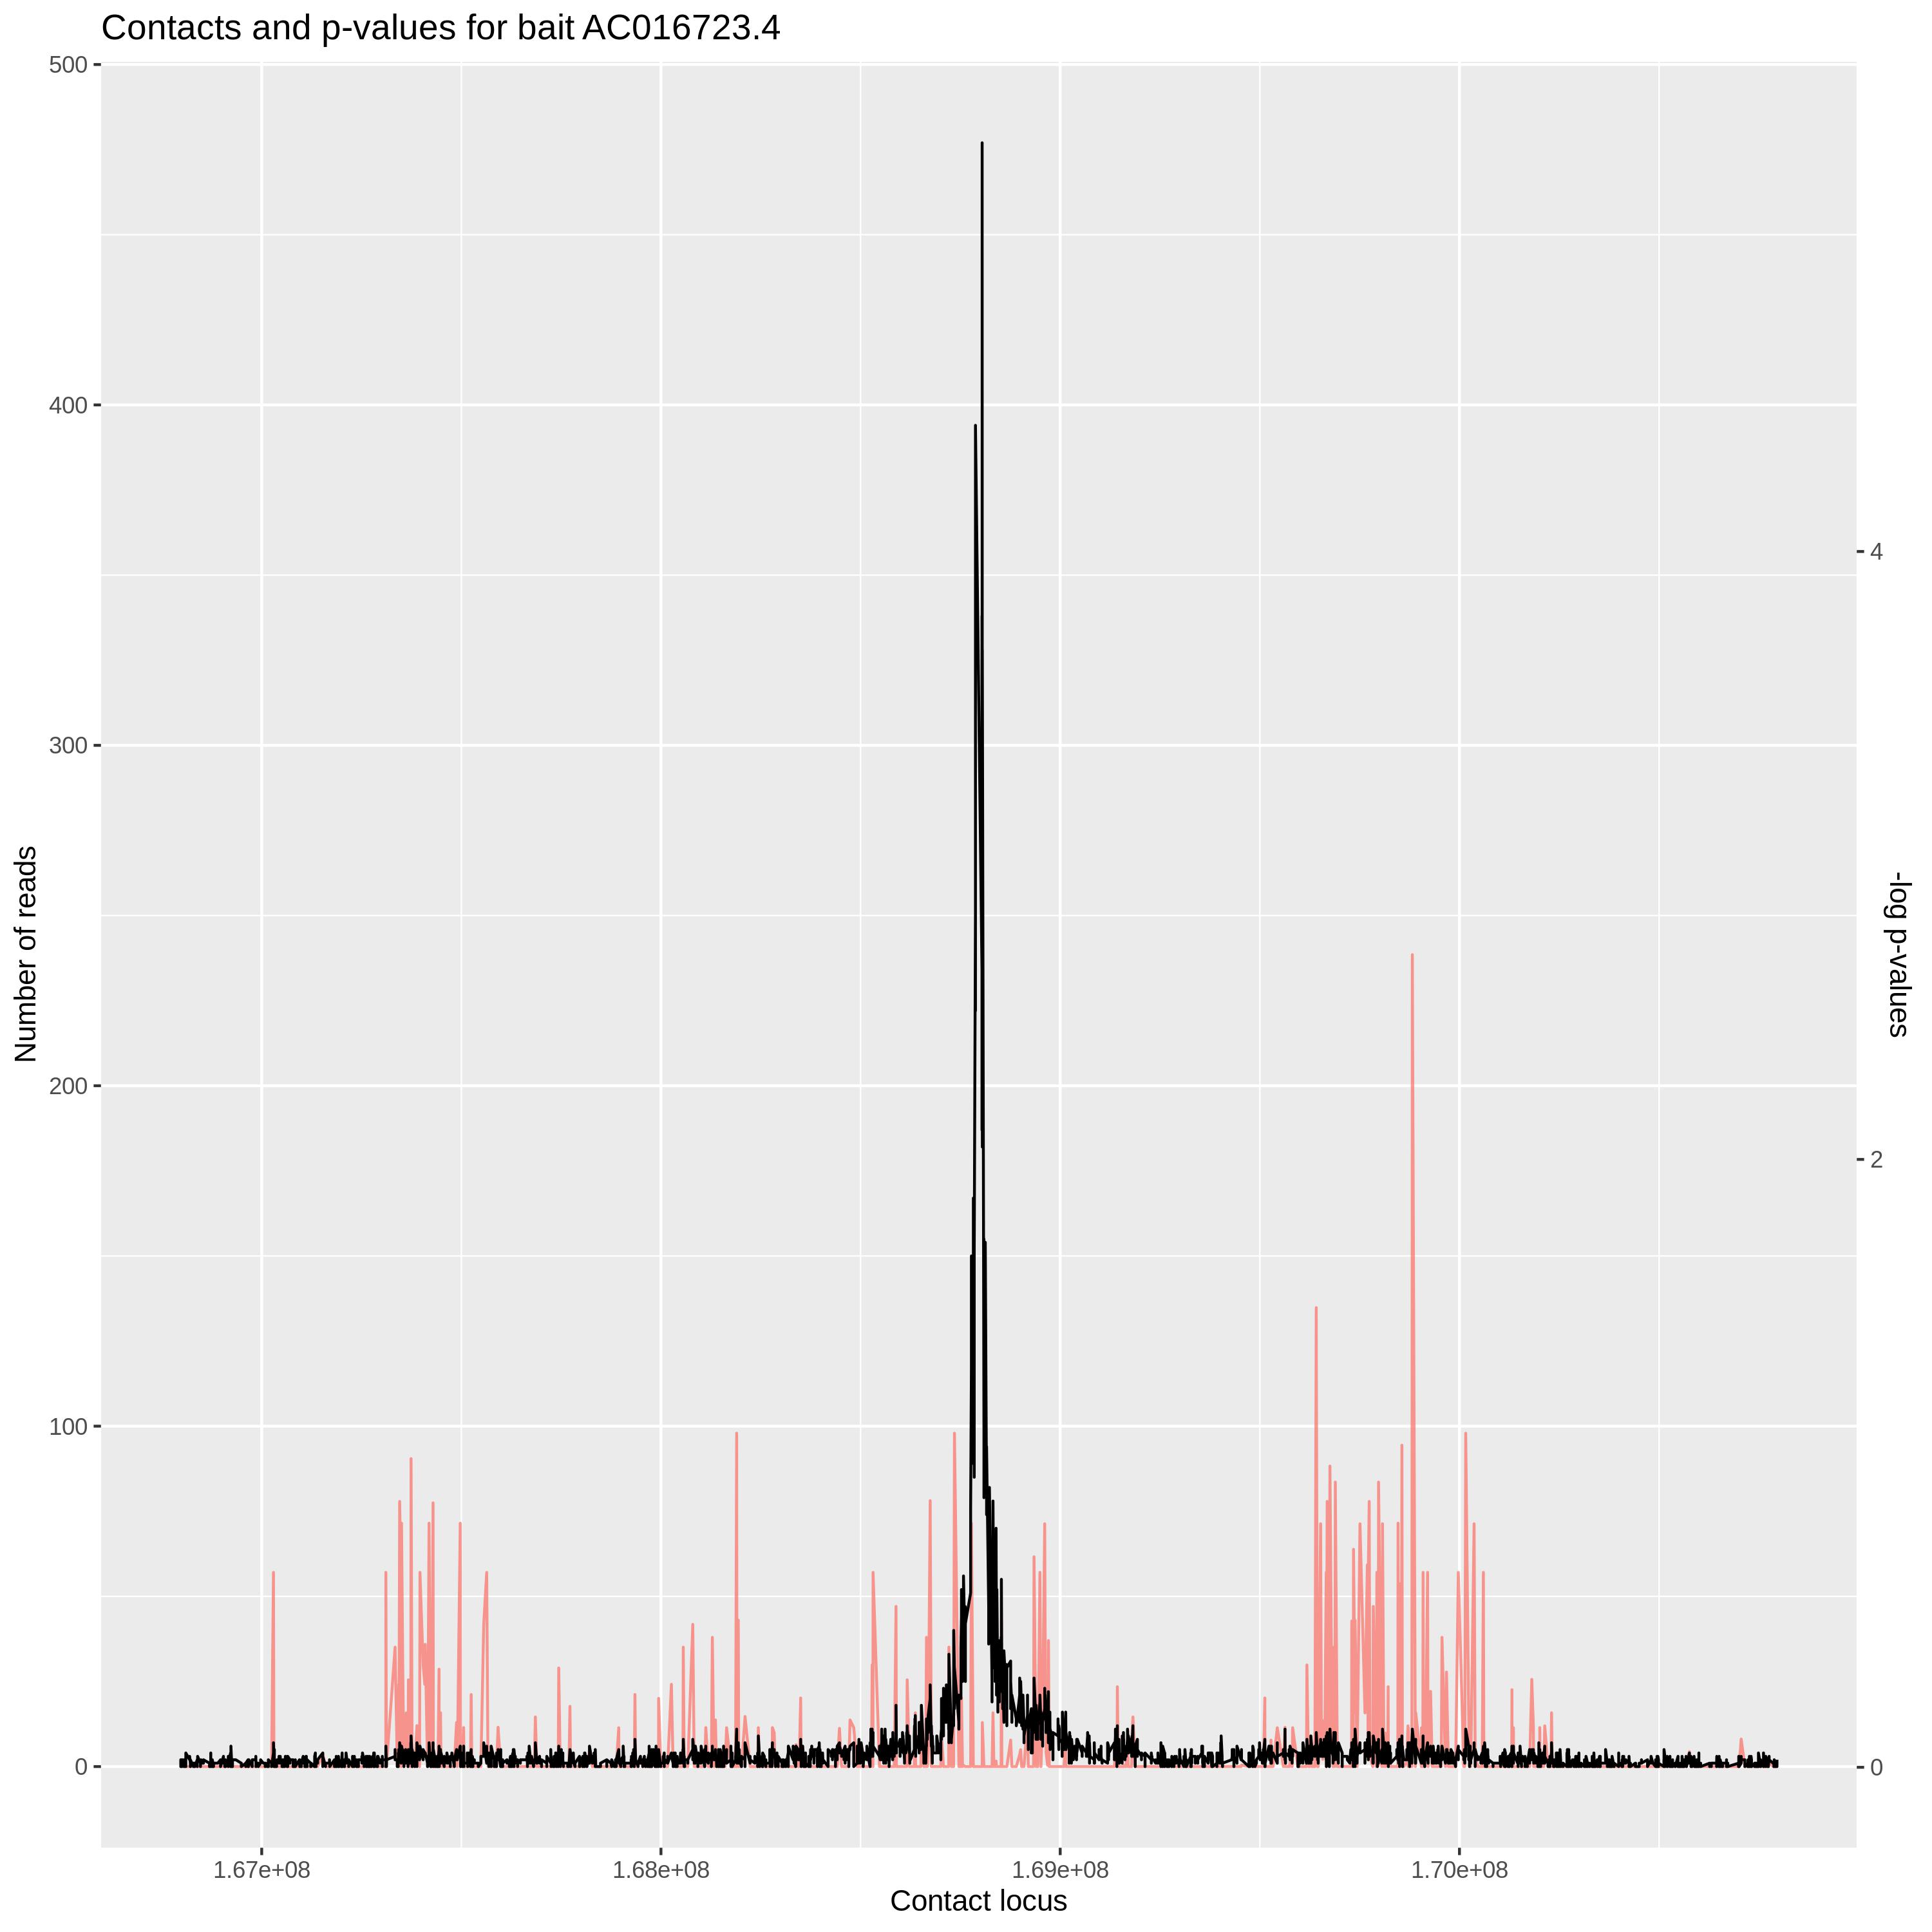 Contacts and p-values for bait AC016723.4
500
400
300
200
100
0
Number of reads
4
2
0
-log p-values
1.67e+08
1.68e+08
1.69e+08
1.70e+08
Contact locus